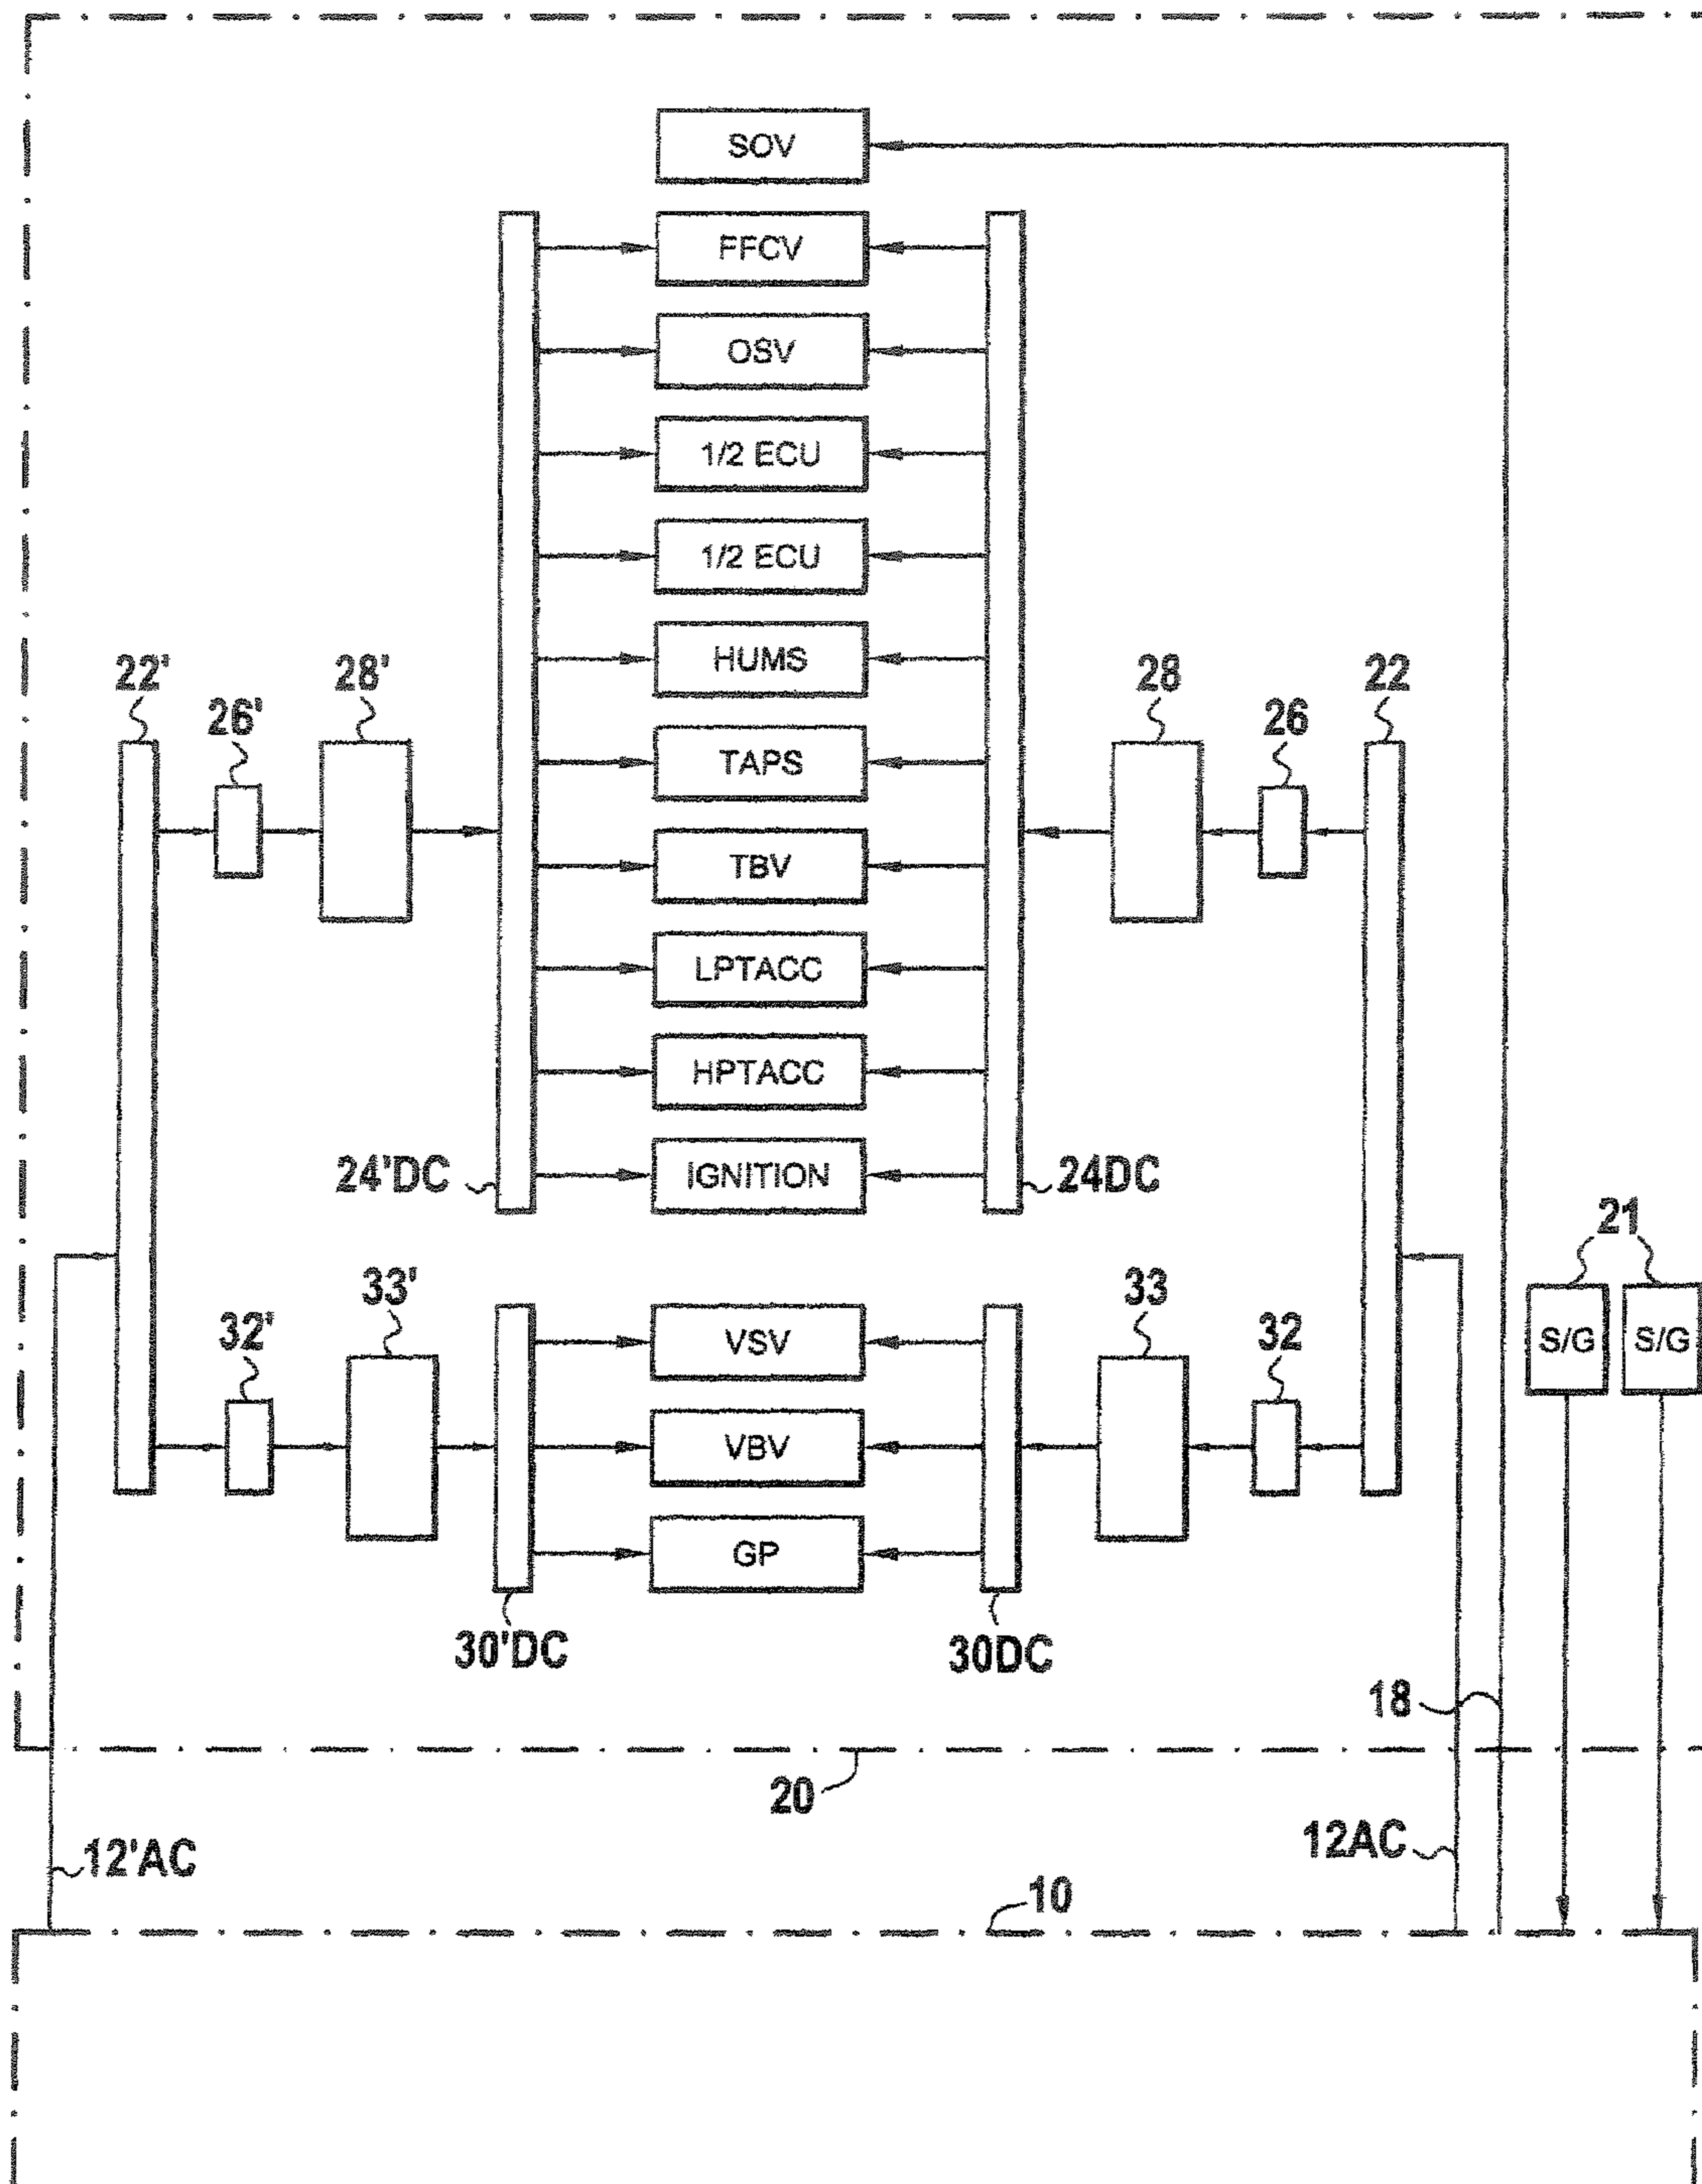 SOV
FFCV
OSV
1/2 ECU
1/2 ECU
HUMS
22'
28'
28
22
26'
26
TAPS
TBV
LPTACC
HPTACC
24'DC
IGNITION
24DC
21
33'
33
32'
VSV
32
S/G
S/G
VBV
GP
30'DC
30DC
18
20
12'AC
12AC
10